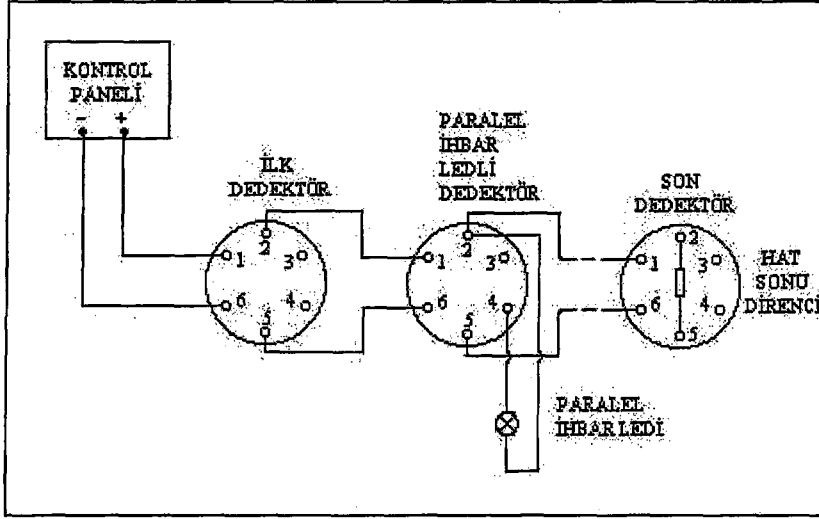 KONTROL
PANELİ
- +
İLK
DEDEKTÖR
1
2
3
4
5
6
PARALEL
İHBAR
LEDLİ
DEDEKTÖR
1
2
3
4
5
6
SON
DEDEKTÖR
1
2
3
4
5
6
HAT
SONU
DİRENCİ
PARALEL
İHBAR LEDİ